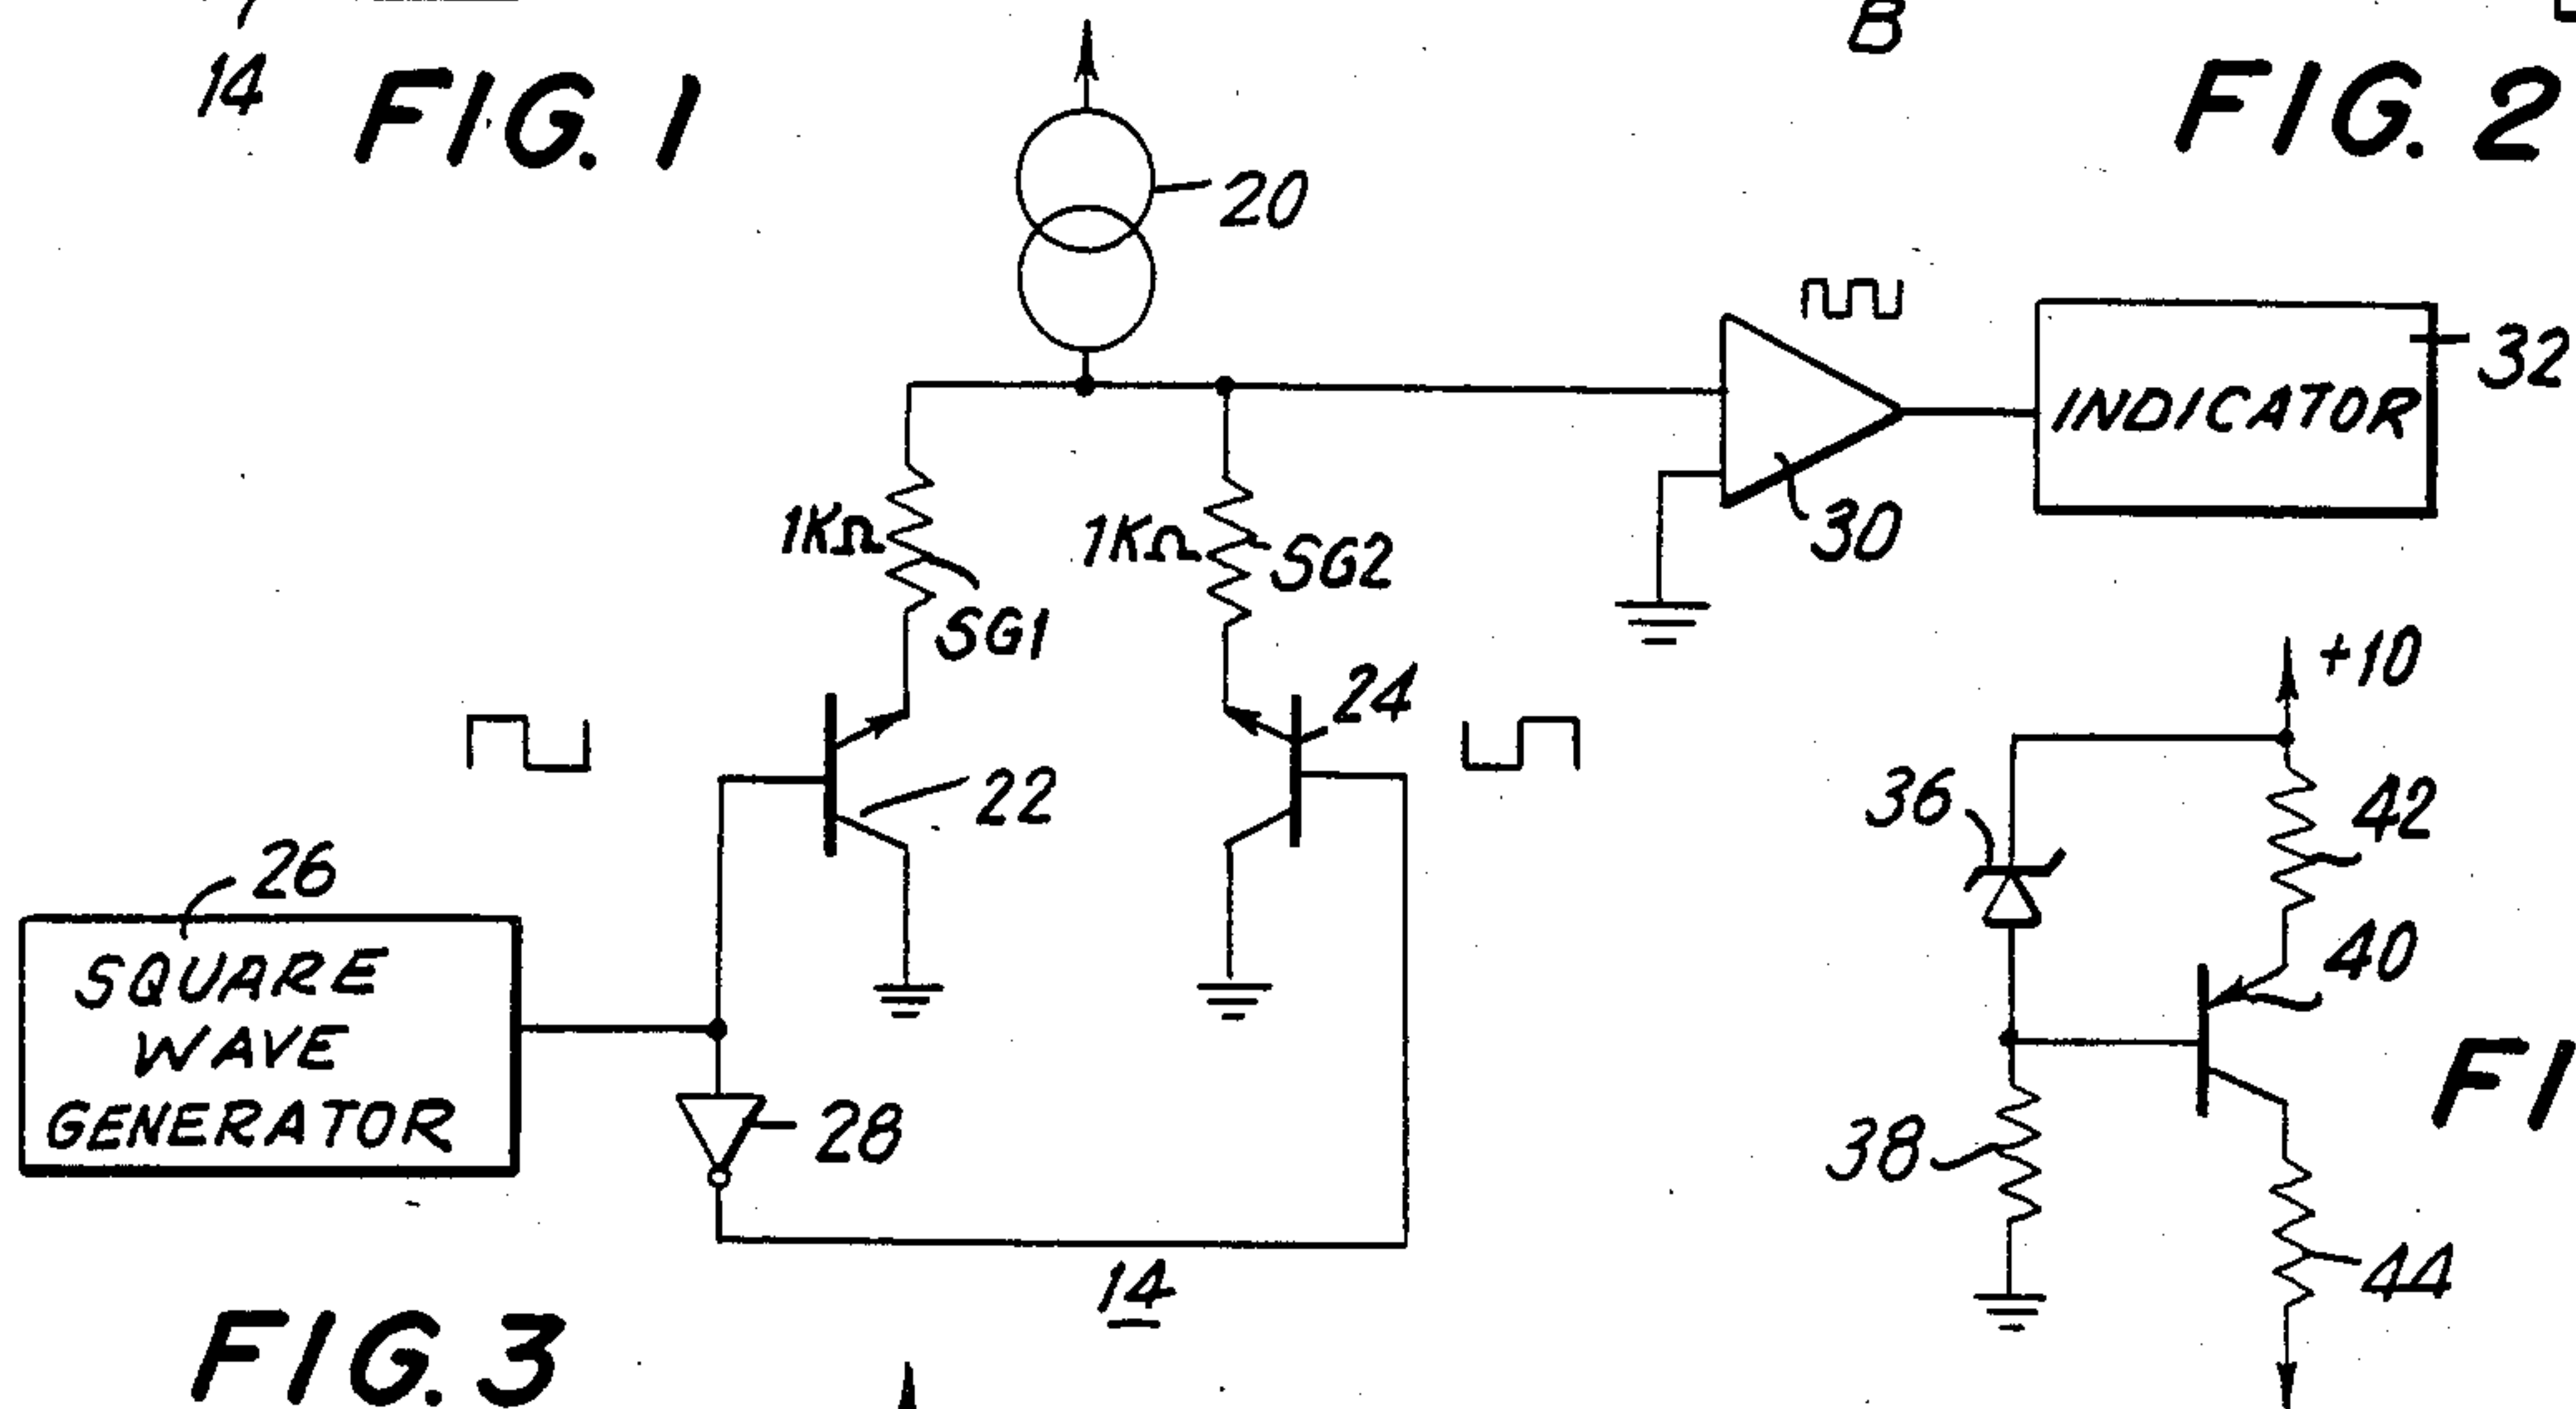 14
FIG. 1
B
FIG. 2
20
32
INDICATOR
30
1KΩ
SG1
1KΩ
SG2
24
22
26
SQUARE
WAVE
GENERATOR
28
14
FIG. 3
+10
36
42
40
38
44
FI